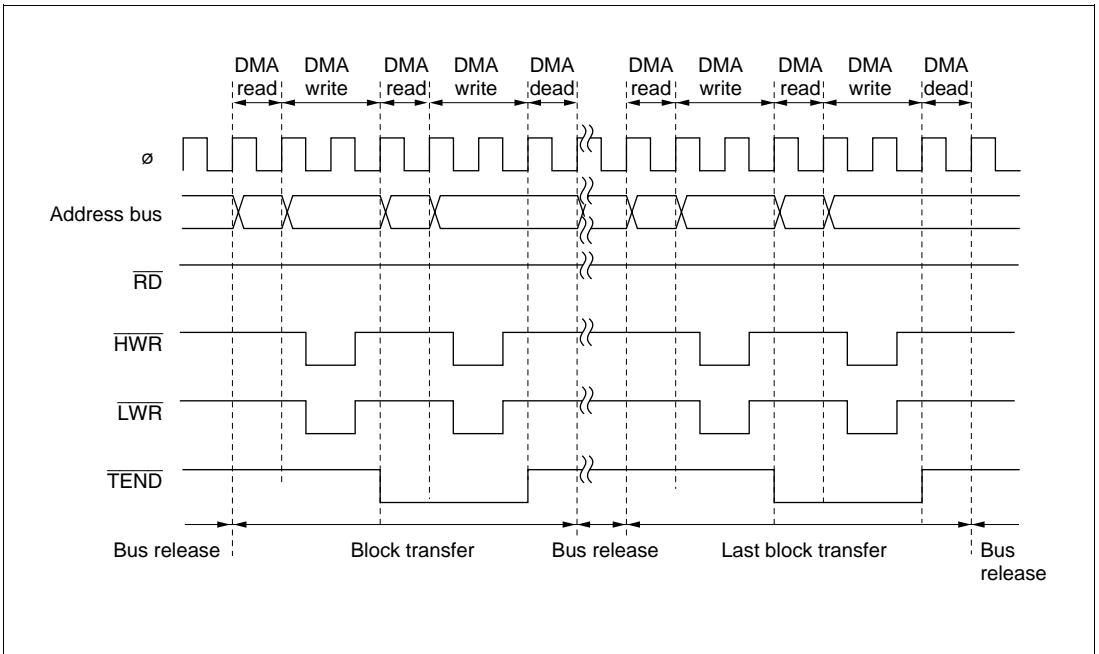 DMA read DMA write DMA read DMA write DMA dead DMA read DMA write DMA read DMA write DMA dead
ø
Address bus
RD
HWR
LWR
TEND
Bus release Block transfer Bus release Last block transfer Bus release